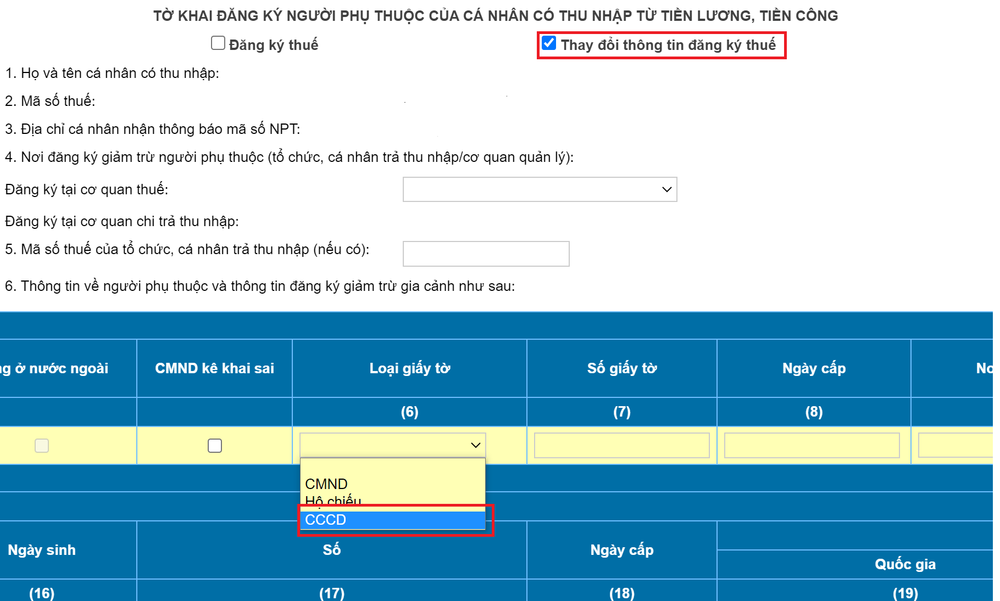 TỜ KHAI ĐĂNG KÝ NGƯỜI PHỤ THUỘC CỦA CÁ NHÂN CÓ THU NHẬP TỪ TIỀN LƯƠNG, TIỀN CÔNG
Đăng ký thuế
Thay đổi thông tin đăng ký thuế
1. Họ và tên cá nhân có thu nhập:
2. Mã số thuế:
3. Địa chỉ cá nhân nhận thông báo mã số NPT:
4. Nơi đăng ký giảm trừ người phụ thuộc (tổ chức, cá nhân trả thu nhập/cơ quan quản lý):
Đăng ký tại cơ quan thuế:
Đăng ký tại cơ quan chi trả thu nhập:
5. Mã số thuế của tổ chức, cá nhân trả thu nhập (nếu có):
6. Thông tin về người phụ thuộc và thông tin đăng ký giảm trừ gia cảnh như sau:
ng ở nước ngoài
CMND kê khai sai
Loại giấy tờ
Số giấy tờ
Ngày cấp
No
(6)
(7)
(8)
CMND
Hộ chiếu
CCCD
Ngày sinh
Số
Ngày cấp
Quốc gia
(16)
(17)
(18)
(19)